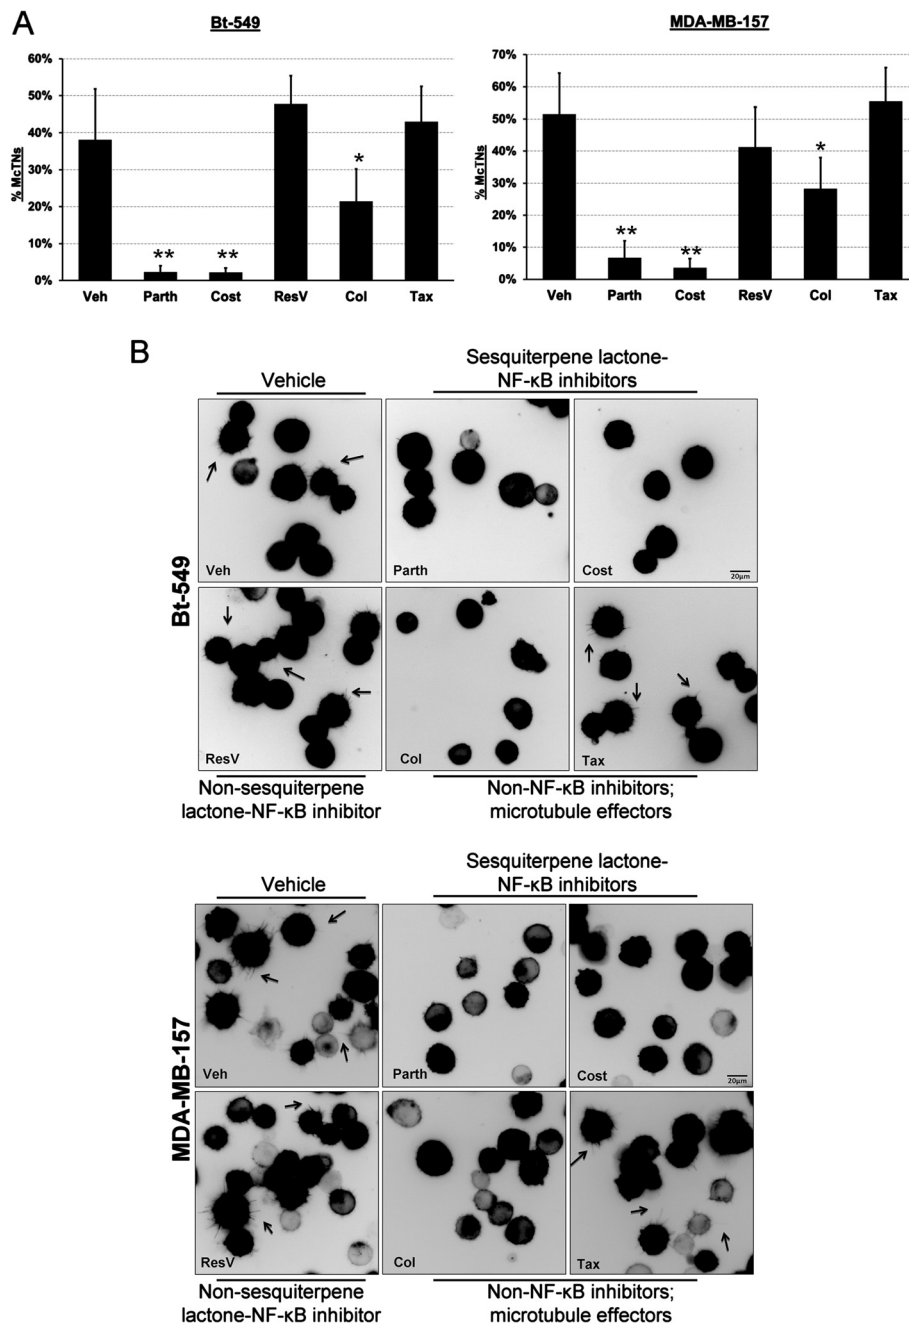 A
Bt-549
MDA-MB-157
60%
50%
40%
30%
20%
10%
0%
% McTNs
**
**
*
Veh Parth Cost ResV Col Tax
70%
60%
50%
40%
30%
20%
10%
0%
% McTNs
**
**
*
Veh Parth Cost ResV Col Tax
B
Vehicle
Sesquiterpene lactone-
NF-κB inhibitors
Bt-549
Veh
Parth
Cost
20μm
ResV
Col
Tax
Non-sesquiterpene
lactone-NF-κB inhibitor
Non-NF-κB inhibitors;
microtubule effectors
Vehicle
Sesquiterpene lactone-
NF-κB inhibitors
MDA-MB-157
Veh
Parth
Cost
20μm
ResV
Col
Tax
Non-sesquiterpene
lactone-NF-κB inhibitor
Non-NF-κB inhibitors;
microtubule effectors